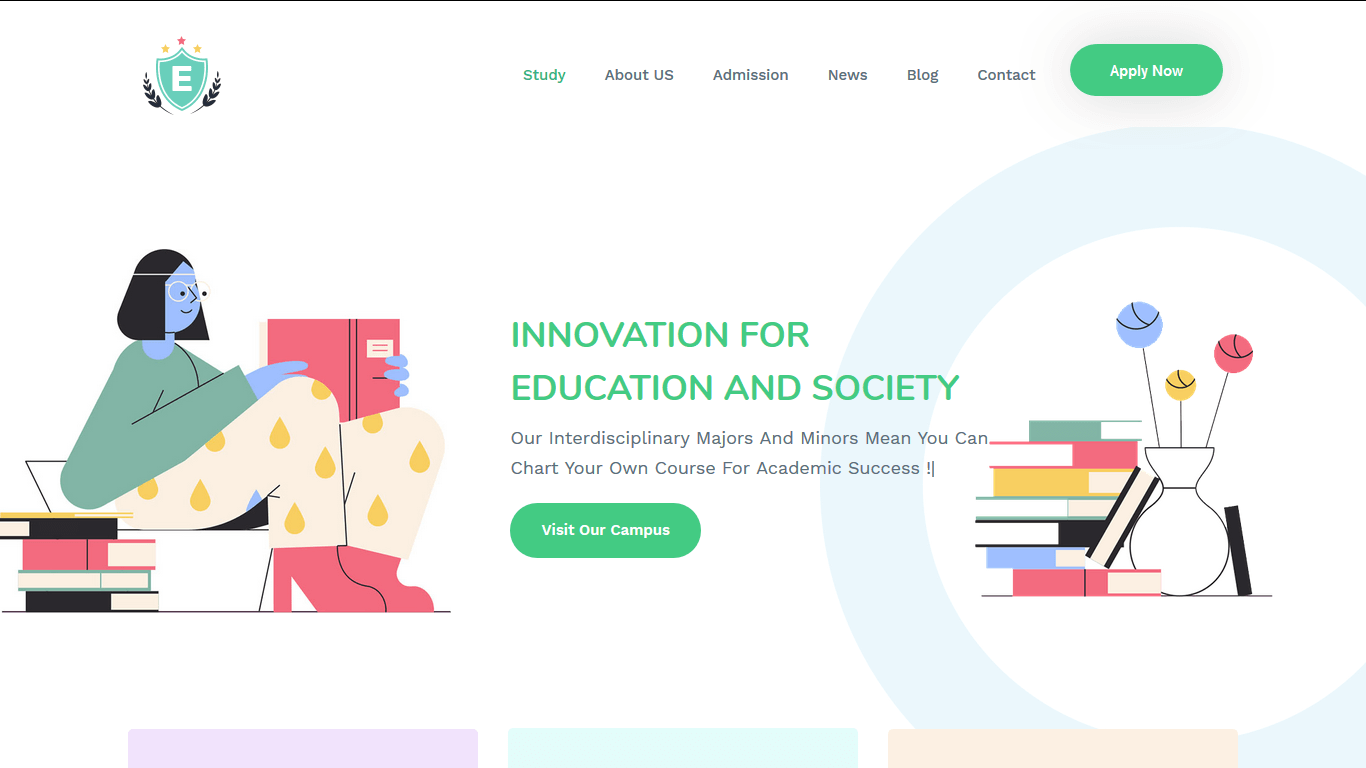 E
Study About US Admission News Blog Contact Apply Now
INNOVATION FOR
EDUCATION AND SOCIETY
Our Interdisciplinary Majors And Minors Mean You Can
Chart Your Own Course For Academic Success !|
Visit Our Campus